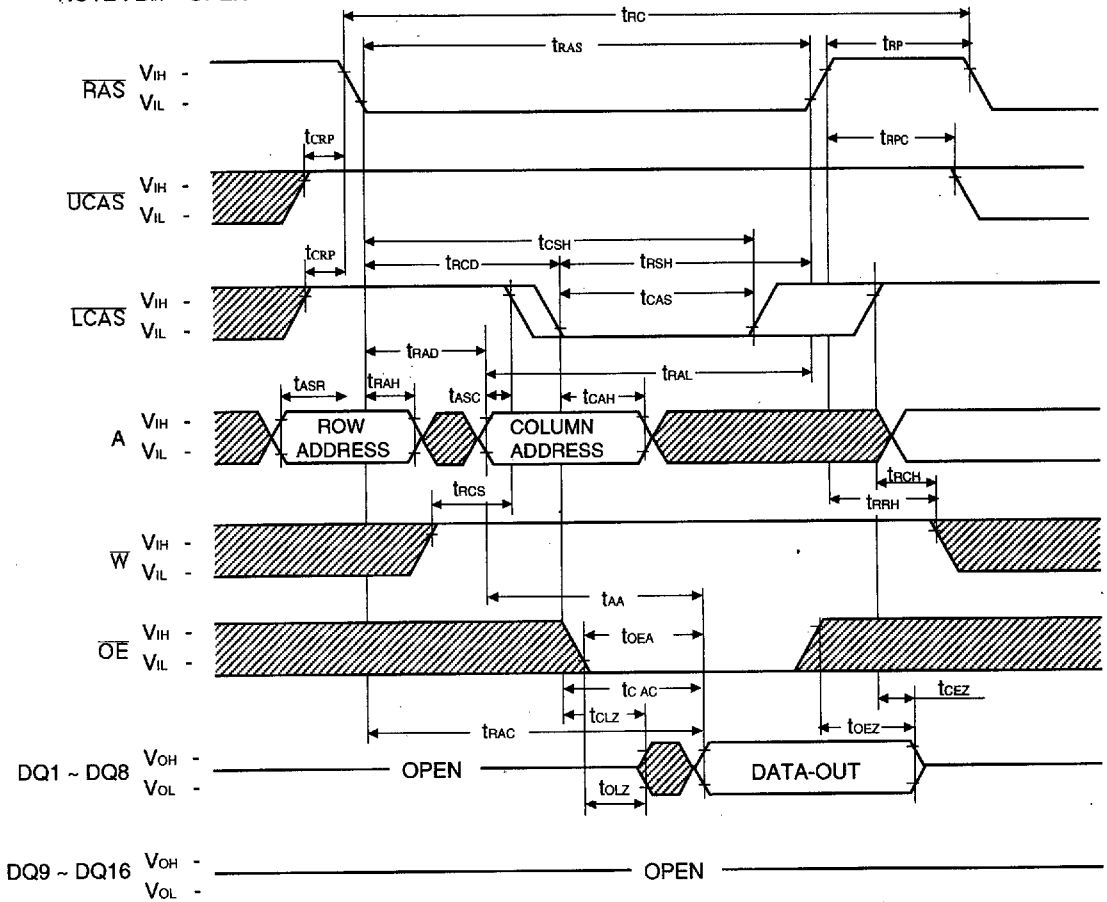 tRC
tRAS
tRP
RAS
VIH -
VIL -
tCRP
tRPC
UCAS
VIH -
VIL -
tCSH
tCRP
tRCD
tRSH
tCAS
LCAS
VIH -
VIL -
tRAD
tRAL
tASR
tRAH
tASC
tCAH
A
VIH -
VIL -
ROW
ADDRESS
COLUMN
ADDRESS
tRCS
tRCH
tRRH
W
VIH -
VIL -
tAA
OE
VIH -
VIL -
tOEA
tCAC
tCEZ
tCLZ
tOEZ
tRAC
DQ1 ~ DQ8
VOH -
VOL -
OPEN
DATA-OUT
tOLZ
DQ9 ~ DQ16
VOH -
VOL -
OPEN